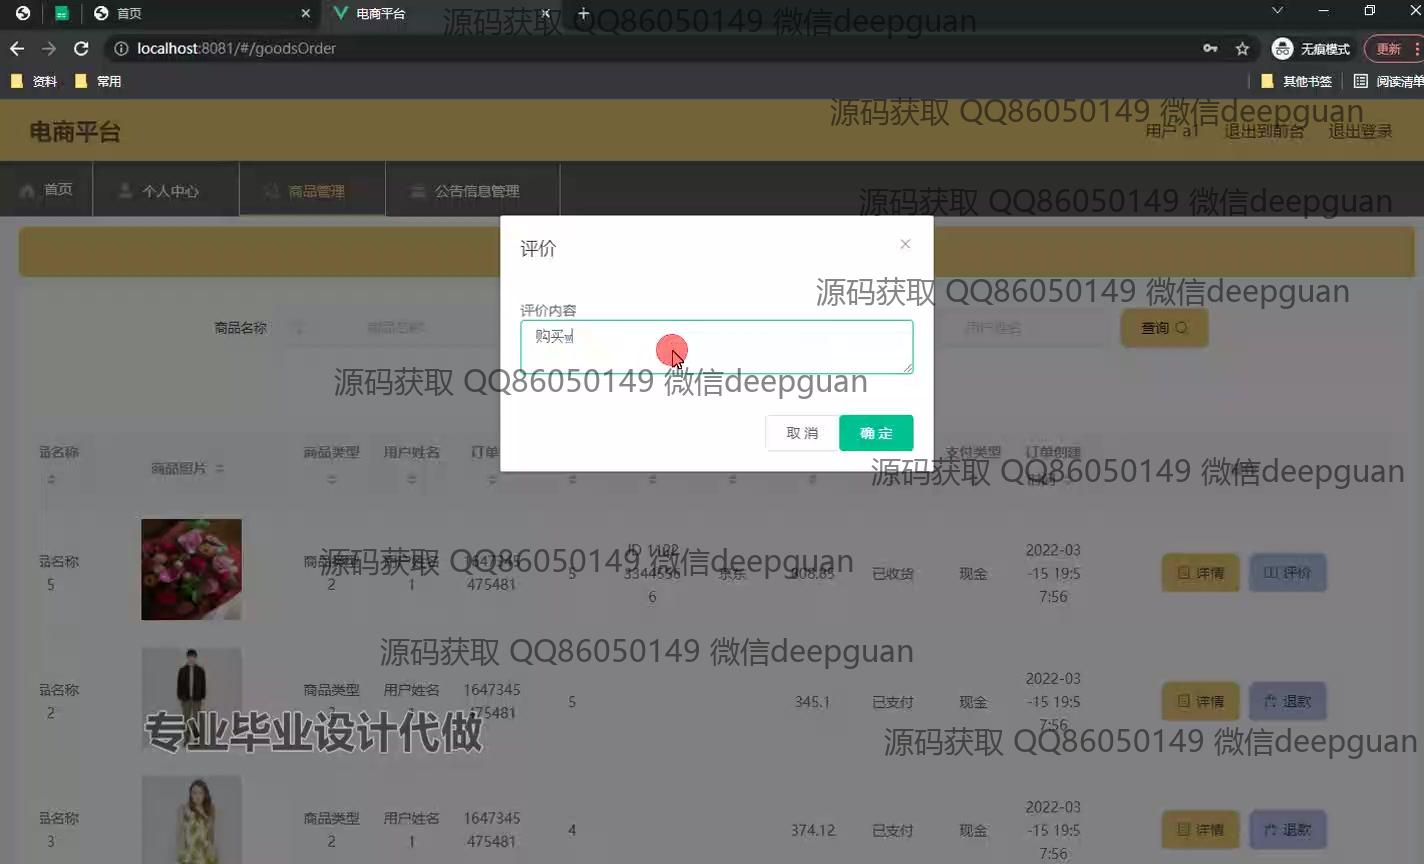 首页
电商平台
源码获取 QQ86050149 微信deepguan
localhost:8081/#/goodsOrder
无痕模式
更新
资料
常用
其他书签
阅读清单
源码获取 QQ86050149 微信deepguan
电商平台
用户 a1
退出到前台
退出登录
首页
个人中心
商品管理
公告信息管理
源码获取 QQ86050149 微信deepguan
评价
源码获取 QQ86050149 微信deepguan
评价内容
商品名称
商品名称
用户姓名
查询
购买
源码获取 QQ86050149 微信deepguan
取 消
确 定
品名称
商品照片
商品类型
用户姓名
订单
支付类型
订单创建
源码获取 QQ86050149 微信deepguan
源码获取 QQ86050149 微信deepguan
品名称
5
商品类型
2
用户姓名
1
1647345
475481
5
3344556
6
京东
608.85
已收货
现金
2022-03
-15 19:5
7:56
详情
评价
源码获取 QQ86050149 微信deepguan
品名称
2
商品类型
用户姓名
1647345
475481
5
345.1
已支付
现金
2022-03
-15 19:5
7:56
详情
退款
专业毕业设计代做
源码获取 QQ86050149 微信deepguan
品名称
3
商品类型
2
用户姓名
1
1647345
475481
4
374.12
已支付
现金
2022-03
-15 19:5
7:56
详情
退款